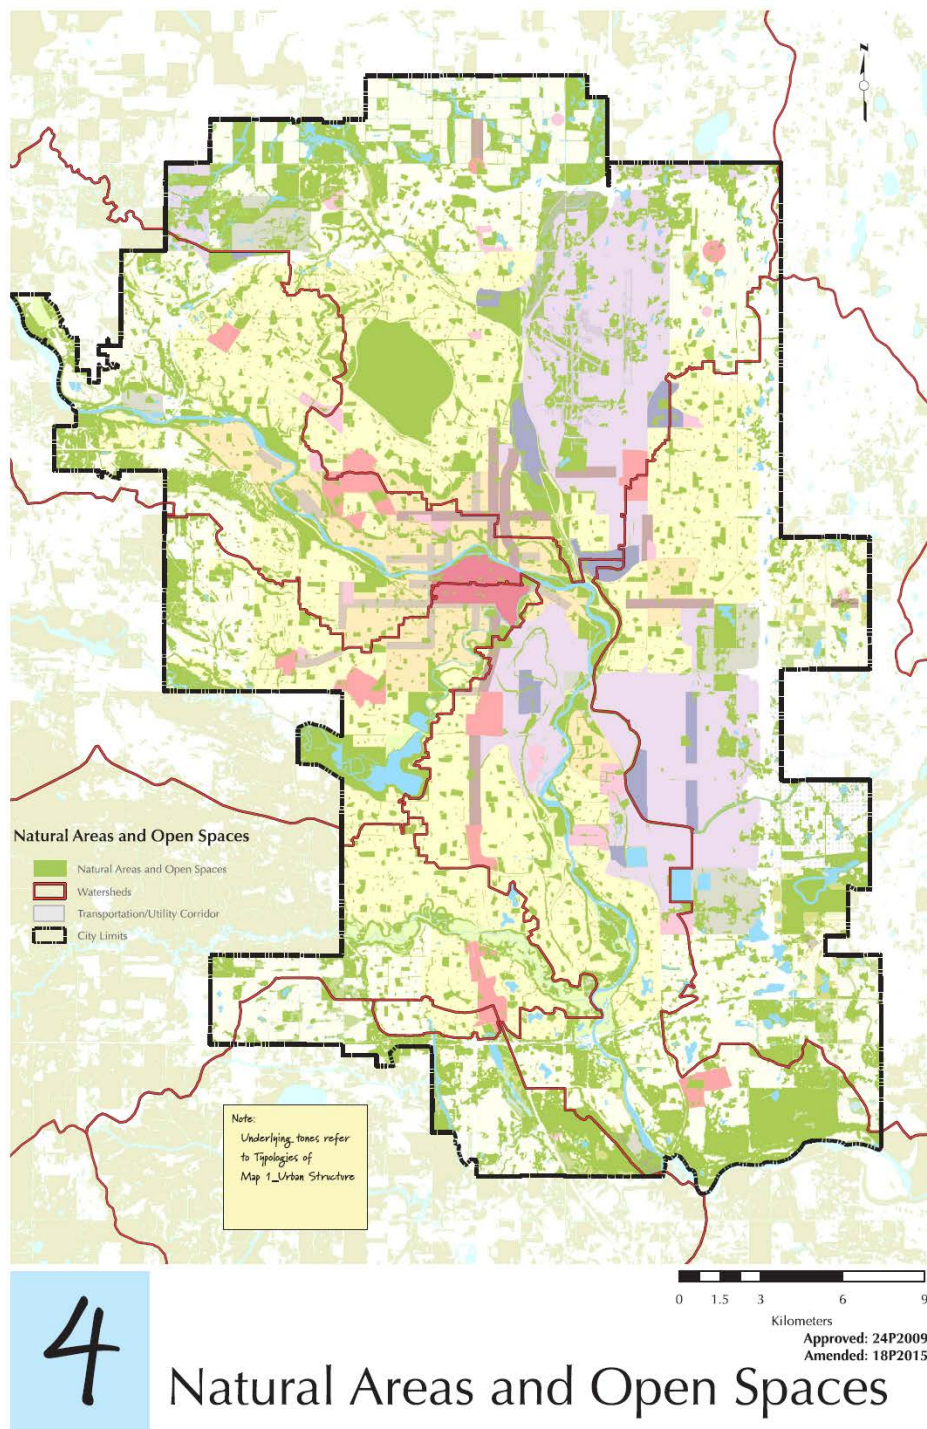 N
Natural Areas and Open Spaces
Natural Areas and Open Spaces
Watersheds
Transportation/Utility Corridor
City Limits
Note:
Underlying tones refer
to Typologies of
Map 1_Urban Structure
0 1.5 3 6 9
Kilometers
Approved: 24P2009
Amended: 18P2015
4
Natural Areas and Open Spaces